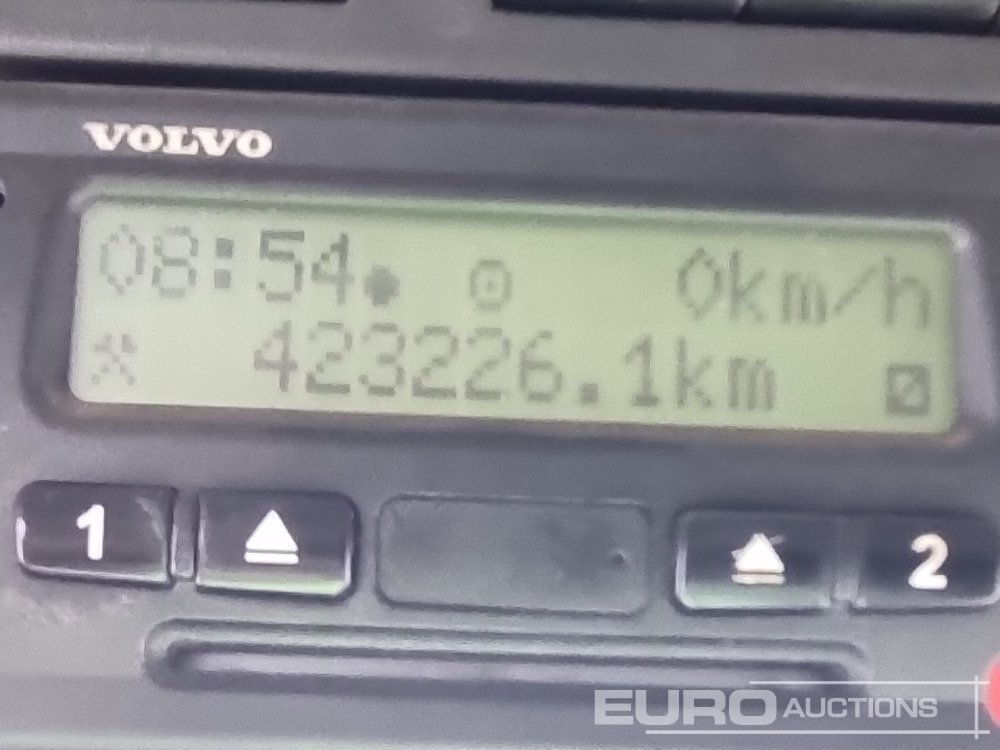 VOLVO
08:54 0km/h
423226.1km
1 2
EURO AUCTIONS